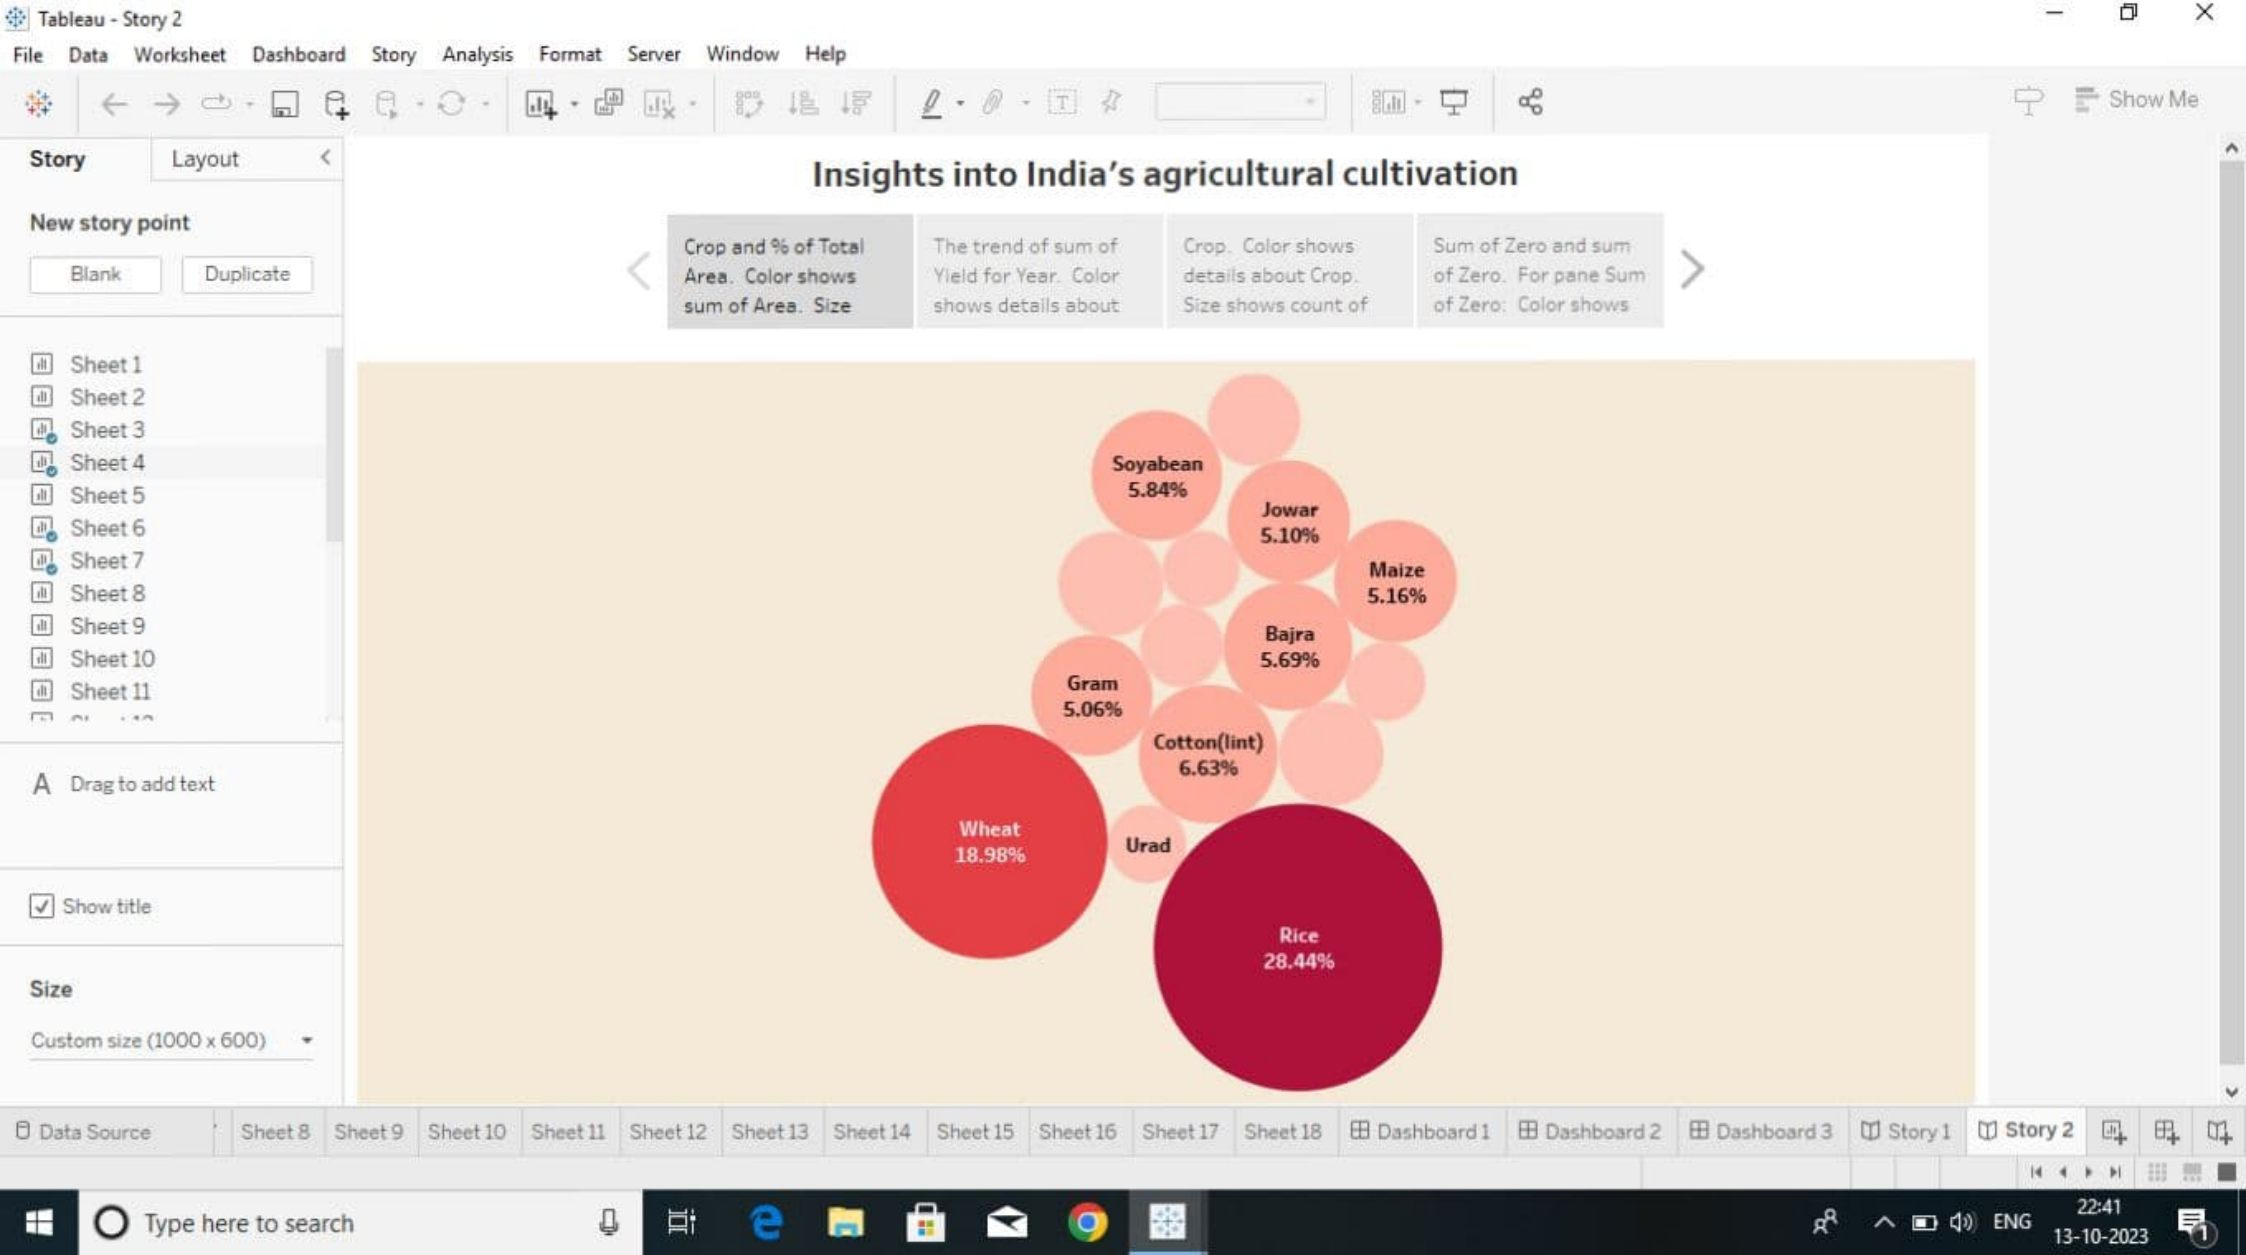 Tableau - Story 2
File Data Worksheet Dashboard Story Analysis Format Server Window Help
Show Me
Story Layout
New story point
Blank Duplicate
Sheet 1
Sheet 2
Sheet 3
Sheet 4
Sheet 5
Sheet 6
Sheet 7
Sheet 8
Sheet 9
Sheet 10
Sheet 11
A Drag to add text
Show title
Size
Custom size (1000 x 600)
Insights into India's agricultural cultivation
Crop and % of Total
Area. Color shows
sum of Area. Size
The trend of sum of
Yield for Year. Color
shows details about
Crop. Color shows
details about Crop.
Size shows count of
Sum of Zero and sum
of Zero. For pane Sum
of Zero: Color shows
Soyabean
5.84%
Jowar
5.10%
Maize
5.16%
Bajra
5.69%
Gram
5.06%
Cotton(lint)
6.63%
Wheat
18.98%
Urad
Rice
28.44%
Data Source Sheet 8 Sheet 9 Sheet 10 Sheet 11 Sheet 12 Sheet 13 Sheet 14 Sheet 15 Sheet 16 Sheet 17 Sheet 18 Dashboard 1 Dashboard 2 Dashboard 3 Story 1 Story 2
Type here to search
ENG
22:41
13-10-2023
1